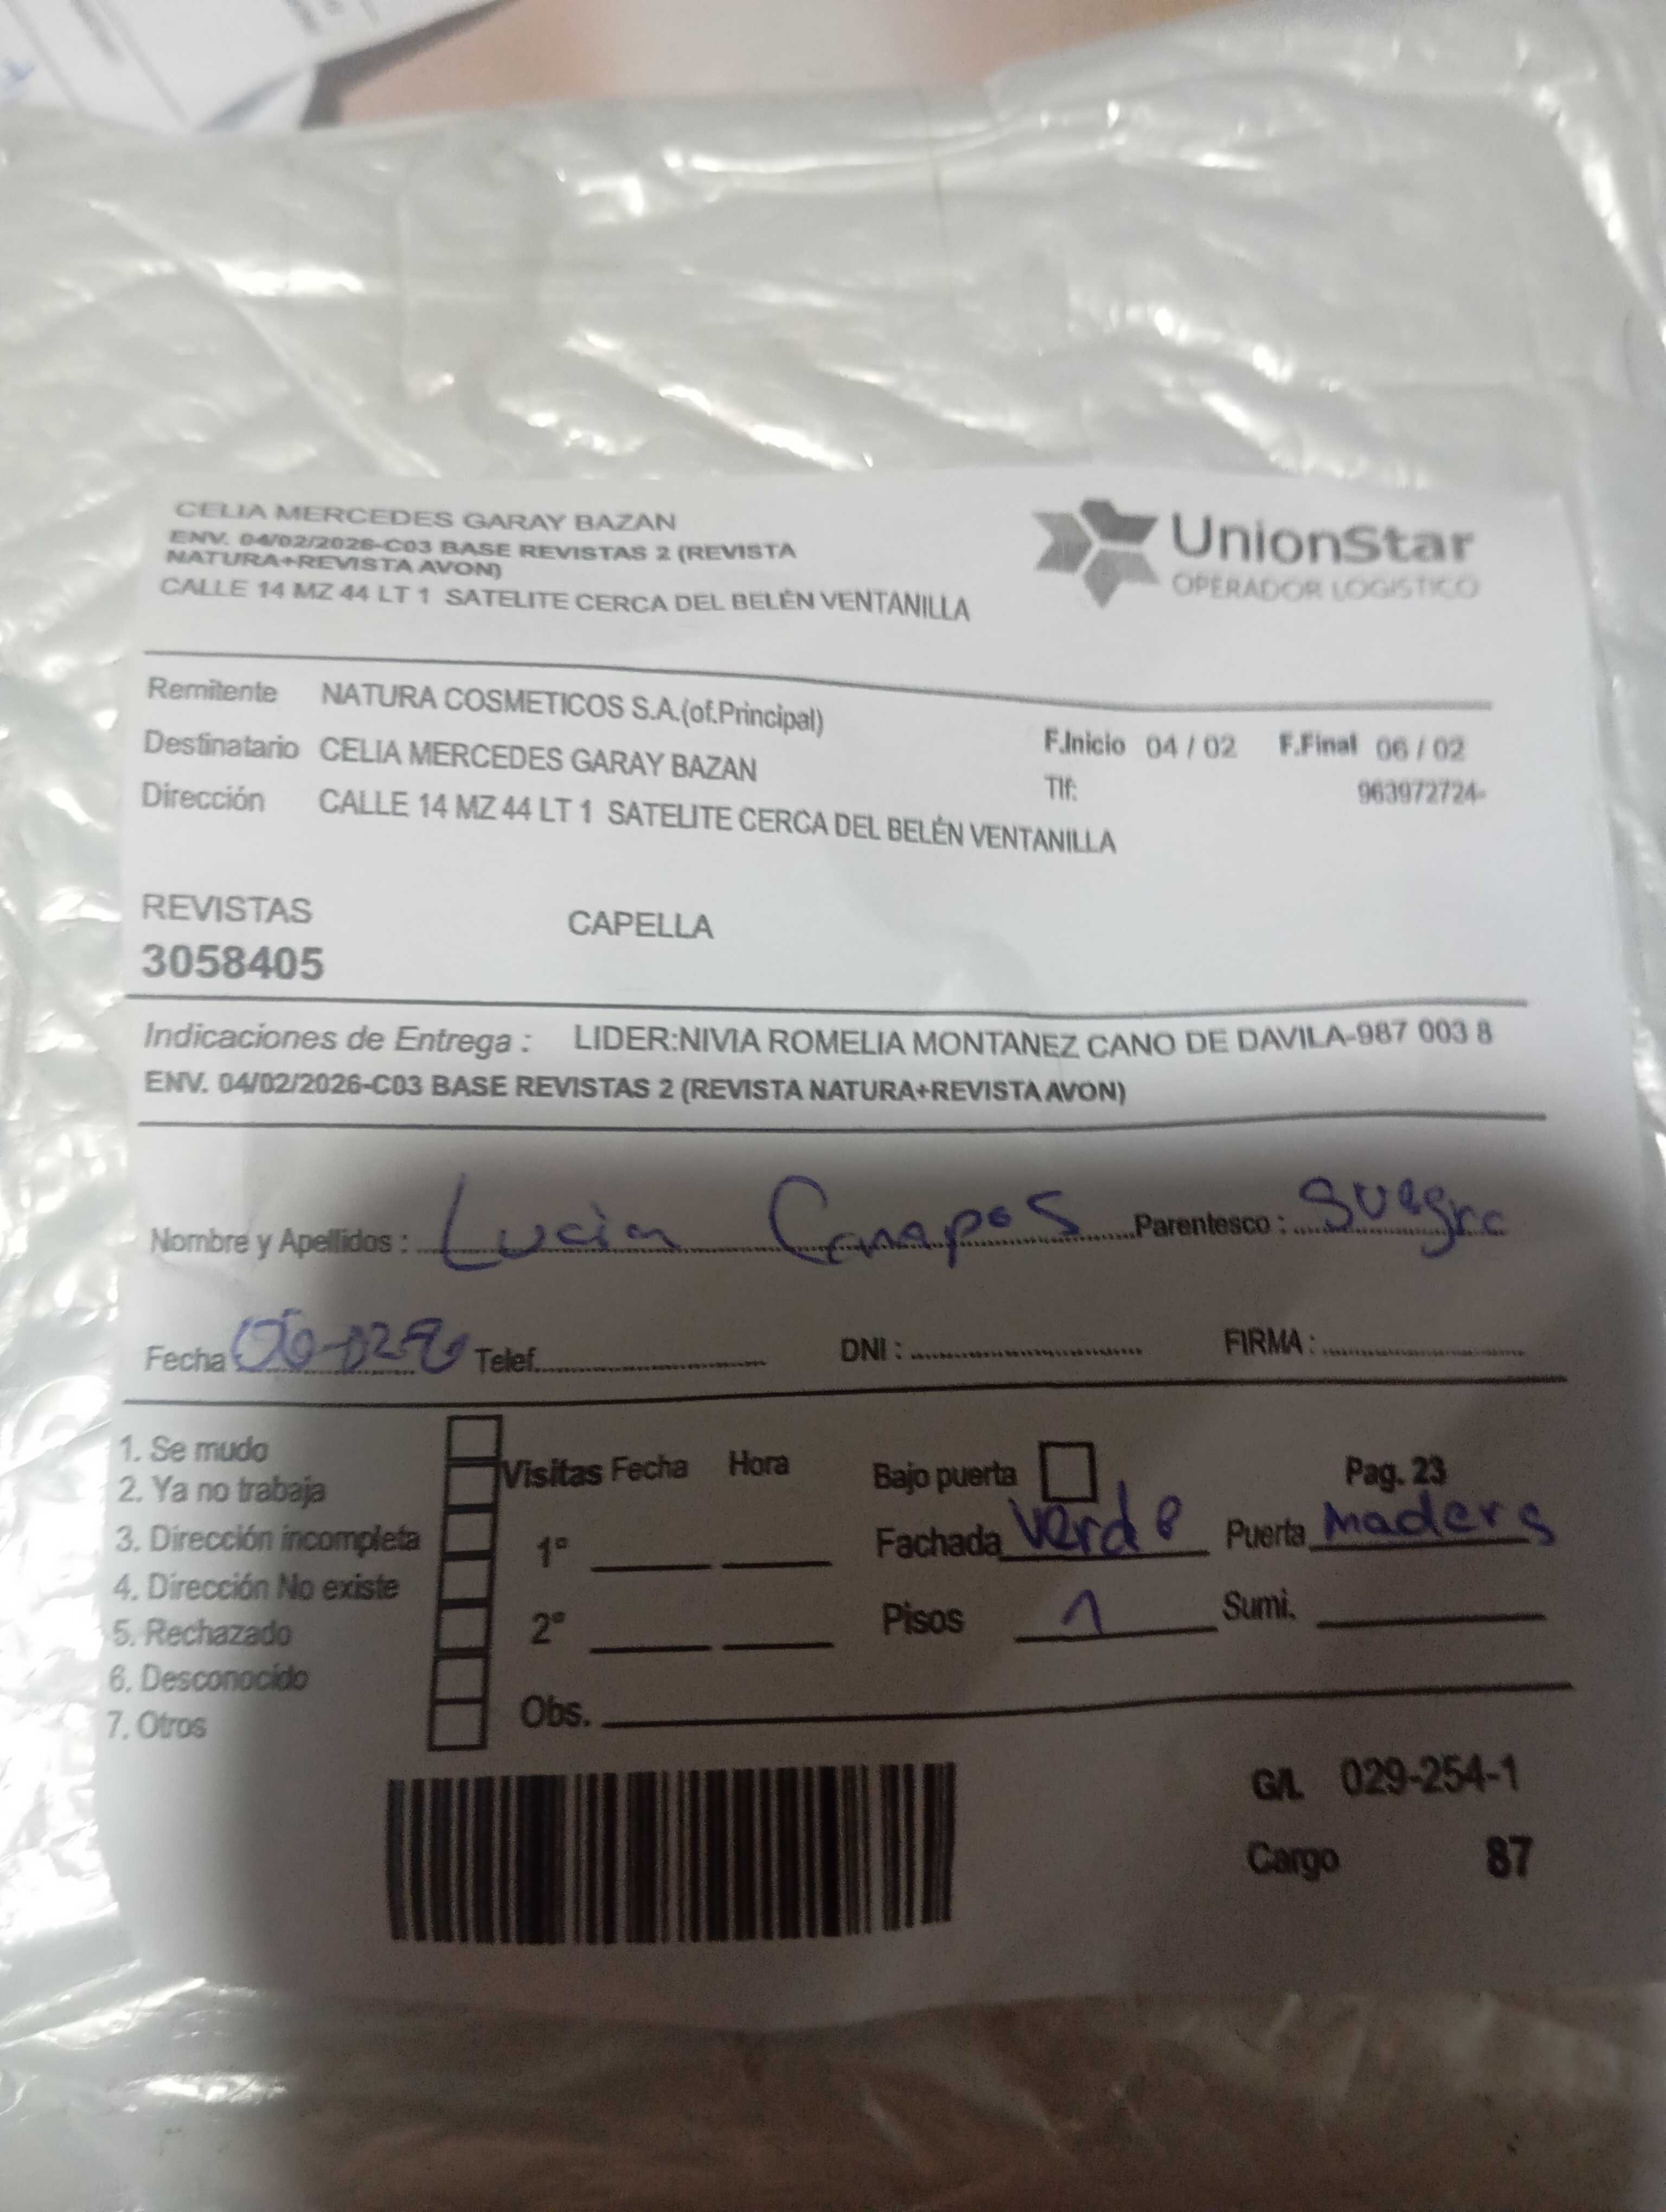 CELIA MERCEDES GARAY BAZAN
ENV. 04/02/2026-C03 BASE REVISTAS 2 (REVISTA
NATURA+REVISTA AVON)
CALLE 14 MZ 44 LT 1 SATELITE CERCA DEL BELÉN VENTANILLA
UnionStar
OPERADOR LOGISTICO
Remitente NATURA COSMETICOS S.A.(of.Principal)
Destinatario CELIA MERCEDES GARAY BAZAN
F.Inicio 04 / 02 F.Final 06 / 02
Dirección CALLE 14 MZ 44 LT 1 SATELITE CERCA DEL BELÉN VENTANILLA
Tlf: 963972724-
REVISTAS CAPELLA
3058405
Indicaciones de Entrega : LIDER:NIVIA ROMELIA MONTANEZ CANO DE DAVILA-987 003 8
ENV. 04/02/2026-C03 BASE REVISTAS 2 (REVISTA NATURA+REVISTA AVON)
Nombre y Apellidos : Lucia Parentesco : Suegra
Fecha Telef. DNI : FIRMA :
1. Se mudo
2. Ya no trabaja
3. Dirección incompleta
4. Dirección No existe
5. Rechazado
6. Desconocido
7. Otros
Visitas Fecha Hora
1º
2º
Obs.
Bajo puerta Pag. 23
Fachada verde Puerta madera
Pisos 1 Sumi.
G/L 029-254-1
Cargo 87